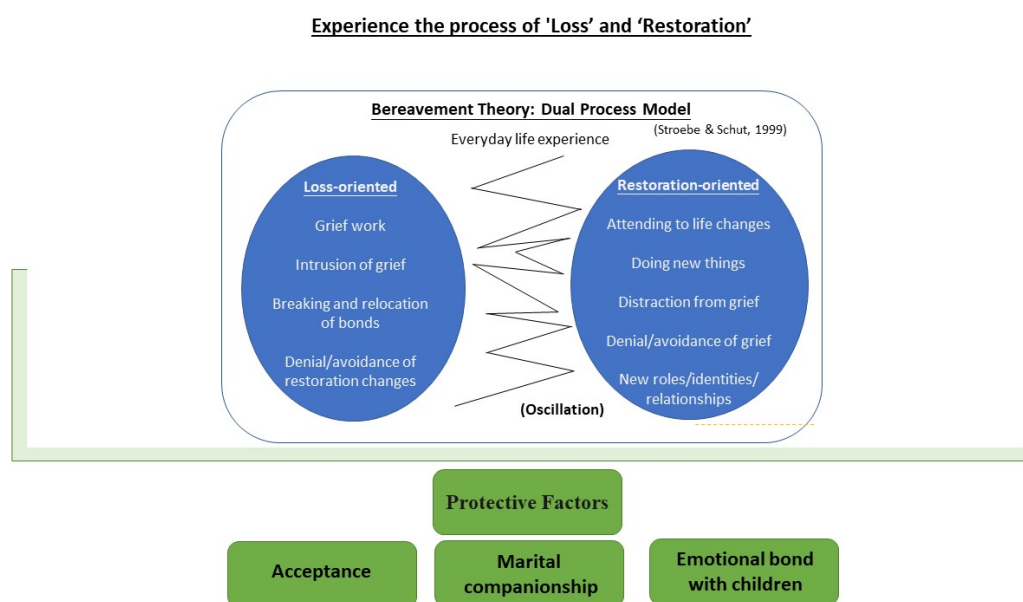 Experience the process of 'Loss’ and ‘Restoration’
Bereavement Theory: Dual Process Model
(Stroebe & Schut, 1999)
Everyday life experience
Loss-oriented
Grief work
Intrusion of grief
Breaking and relocation
of bonds
Denial/avoidance of
restoration changes
Restoration-oriented
Attending to life changes
Doing new things
Distraction from grief
Denial/avoidance of grief
New roles/identities/
relationships
(Oscillation)
Protective Factors
Acceptance
Marital
companionship
Emotional bond
with children